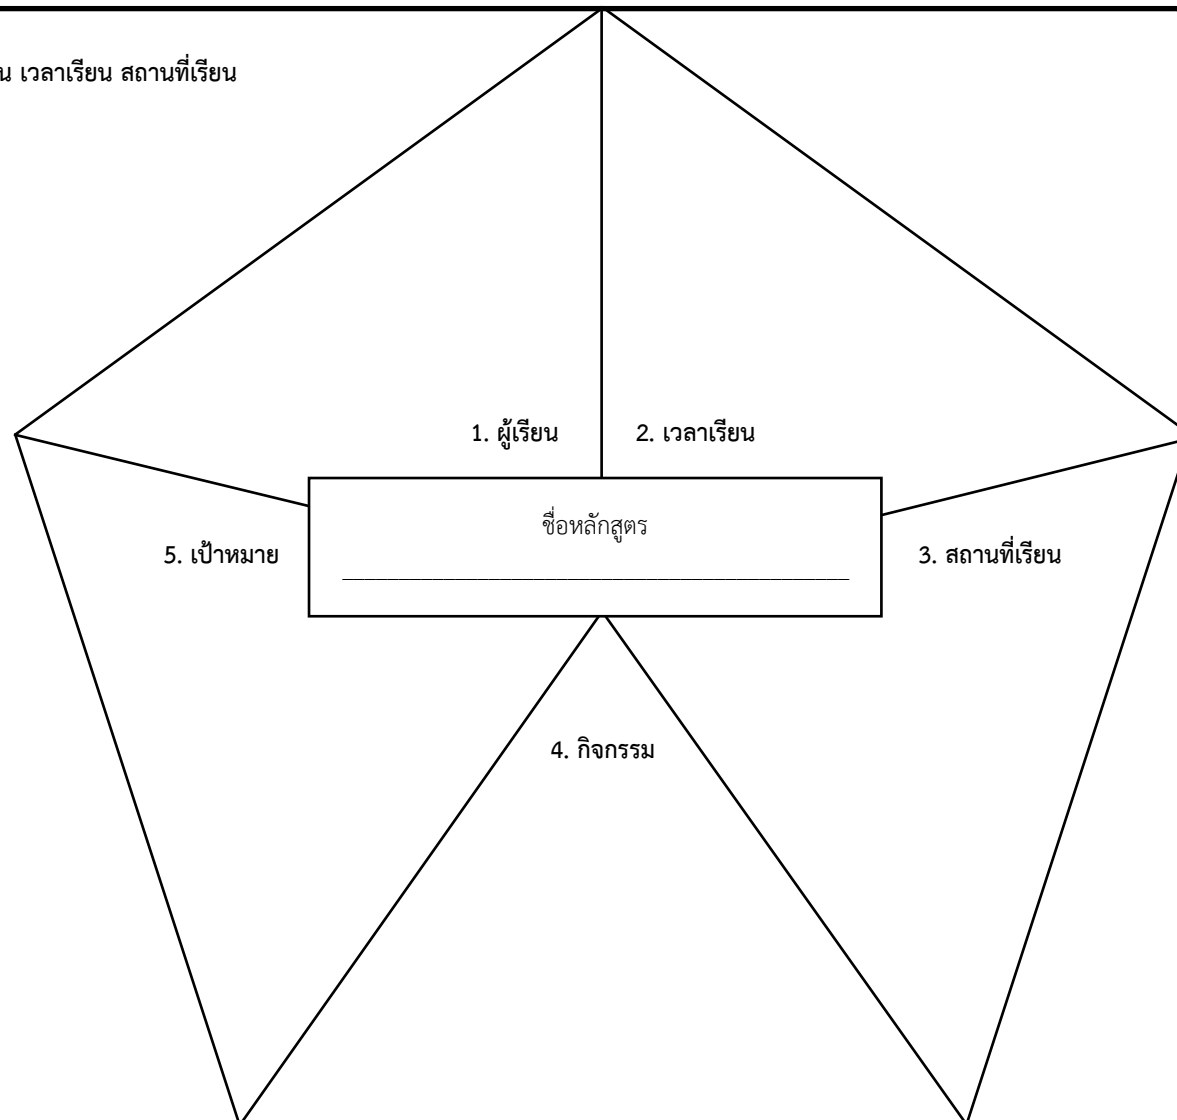 เวลาเรียน สถานที่เรียน
1. ผู้เรียน
2. เวลาเรียน
ชื่อหลักสูตร
5. เป้าหมาย
3. สถานที่เรียน
4. กิจกรรม